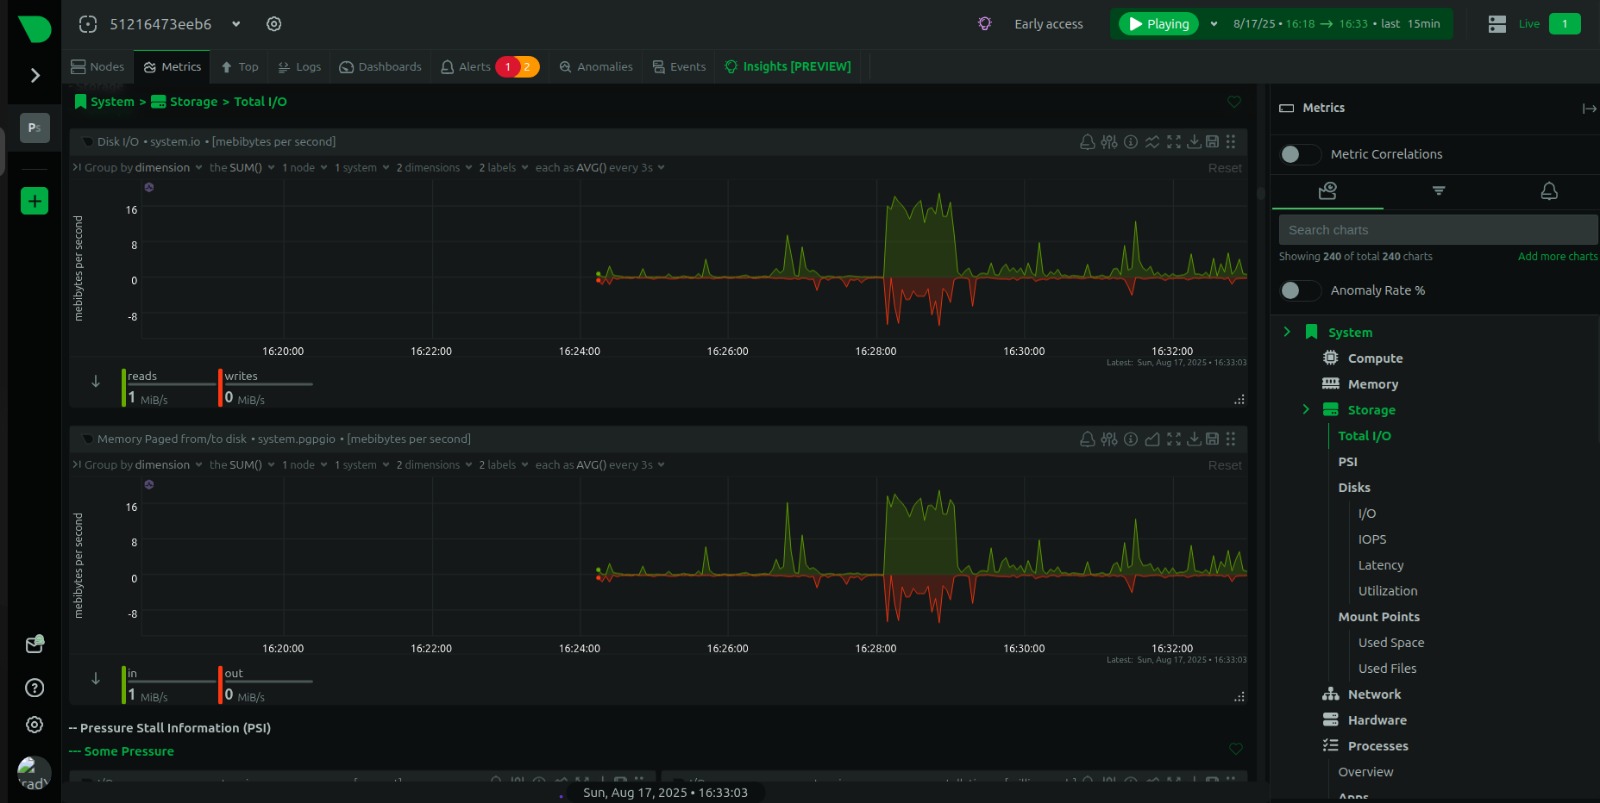 51216473eeb6
Early access
Playing
8/17/25 • 16:18 → 16:33 • last 15min
Live
1
Nodes
Metrics
Top
Logs
Dashboards
Alerts
1
2
Anomalies
Events
Insights [PREVIEW]
System > Storage > Total I/O
Ps
Disk I/O • system.io • [mebibytes per second]
Group by dimension the SUM() 1 node 1 system 2 dimensions 2 labels each as AVG() every 3s
Reset
mebibytes per second
16
8
0
-8
16:20:00
16:22:00
16:24:00
16:26:00
16:28:00
16:30:00
16:32:00
Latest: Sun, Aug 17, 2025 • 16:33:03
reads
1 MiB/s
writes
0 MiB/s
Memory Paged from/to disk • system.pgpgio • [mebibytes per second]
Group by dimension the SUM() 1 node 1 system 2 dimensions 2 labels each as AVG() every 3s
Reset
mebibytes per second
16
8
0
-8
16:20:00
16:22:00
16:24:00
16:26:00
16:28:00
16:30:00
16:32:00
Latest: Sun, Aug 17, 2025 • 16:33:03
in
1 MiB/s
out
0 MiB/s
-- Pressure Stall Information (PSI)
--- Some Pressure
Sun, Aug 17, 2025 • 16:33:03
Metrics
Metric Correlations
Search charts
Showing 240 of total 240 charts
Add more charts
Anomaly Rate %
System
Compute
Memory
Storage
Total I/O
PSI
Disks
I/O
IOPS
Latency
Utilization
Mount Points
Used Space
Used Files
Network
Hardware
Processes
Overview
Apps